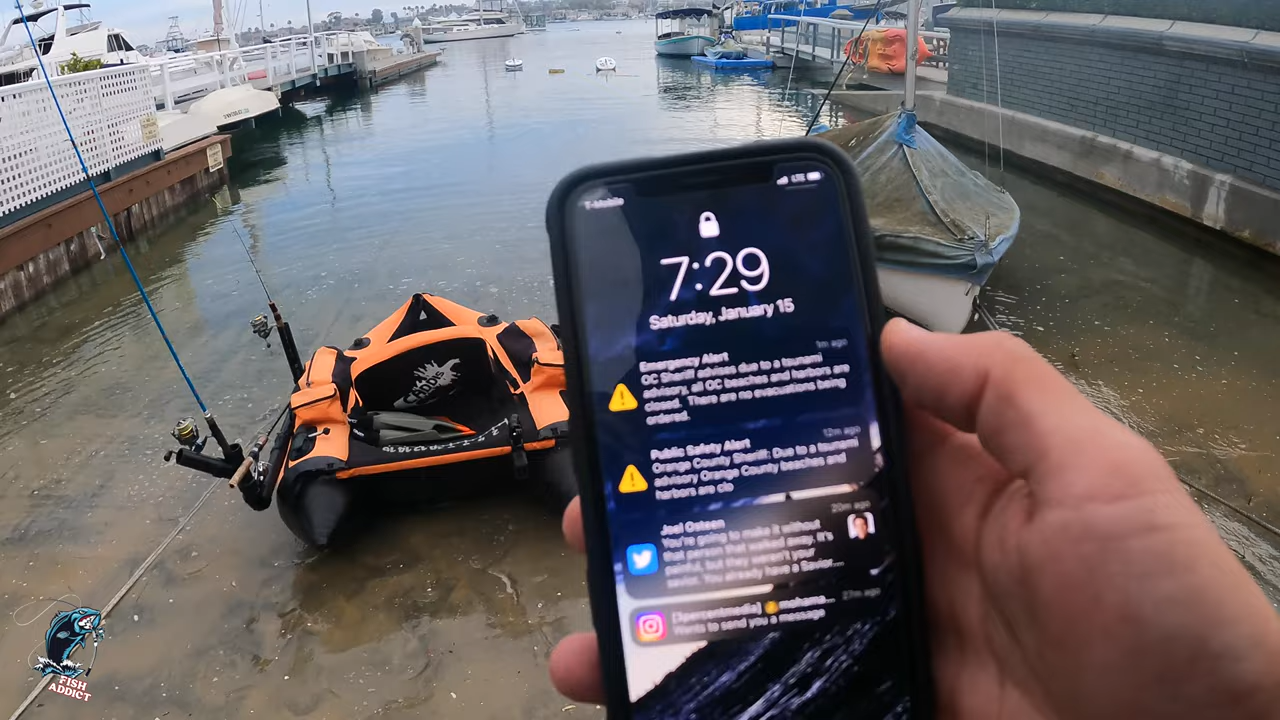 T-Mobile
LTE
7:29
Saturday, January 15
1m ago
Emergency Alert
OC Sheriff advises due to a tsunami
advisory, all OC beaches and harbors are
closed. There are no evacuations being
ordered.
12m ago
Public Safety Alert
Orange County Sheriff: Due to a tsunami
advisory Orange County beaches and
harbors are clo
20m ago
Joel Osteen
You're going to make it without
that person that walked away. It's
painful, but they aren't your
savior. You already have a Savior...
27m ago
[3percentmedia] mohama...
Wants to send you a message
CADDIS
FISH
ADDICT